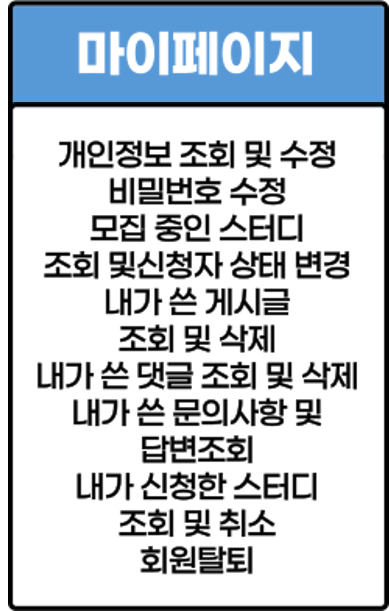 마이페이지
개인정보 조회 및 수정
비밀번호 수정
모집 중인 스터디
조회 및신청자 상태 변경
내가 쓴 게시글
조회 및 삭제
내가 쓴 댓글 조회 및 삭제
내가 쓴 문의사항 및
답변조회
내가 신청한 스터디
조회 및 취소
회원탈퇴